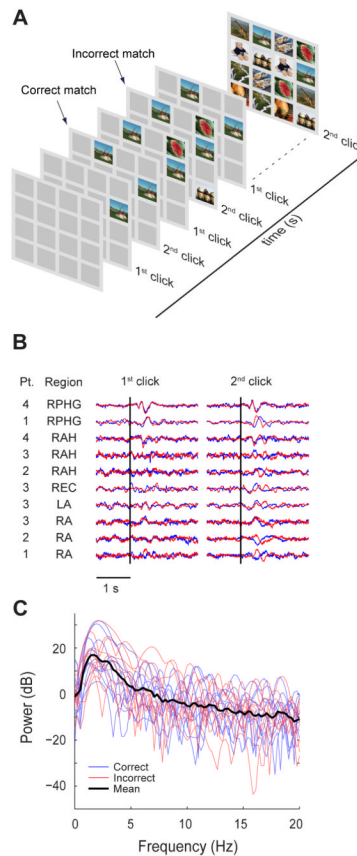 A
Incorrect match
Correct match
2nd click
1st click
2nd click
1st click
2nd click
1st click
time (s)
B
Pt. Region 1st click 2nd click
4 RPHG
1 RPHG
4 RAH
3 RAH
2 RAH
3 REC
3 LA
3 RA
2 RA
1 RA
1 s
C
Power (dB)
20
0
−20
−40
Correct
Incorrect
Mean
0 5 10 15 20
Frequency (Hz)